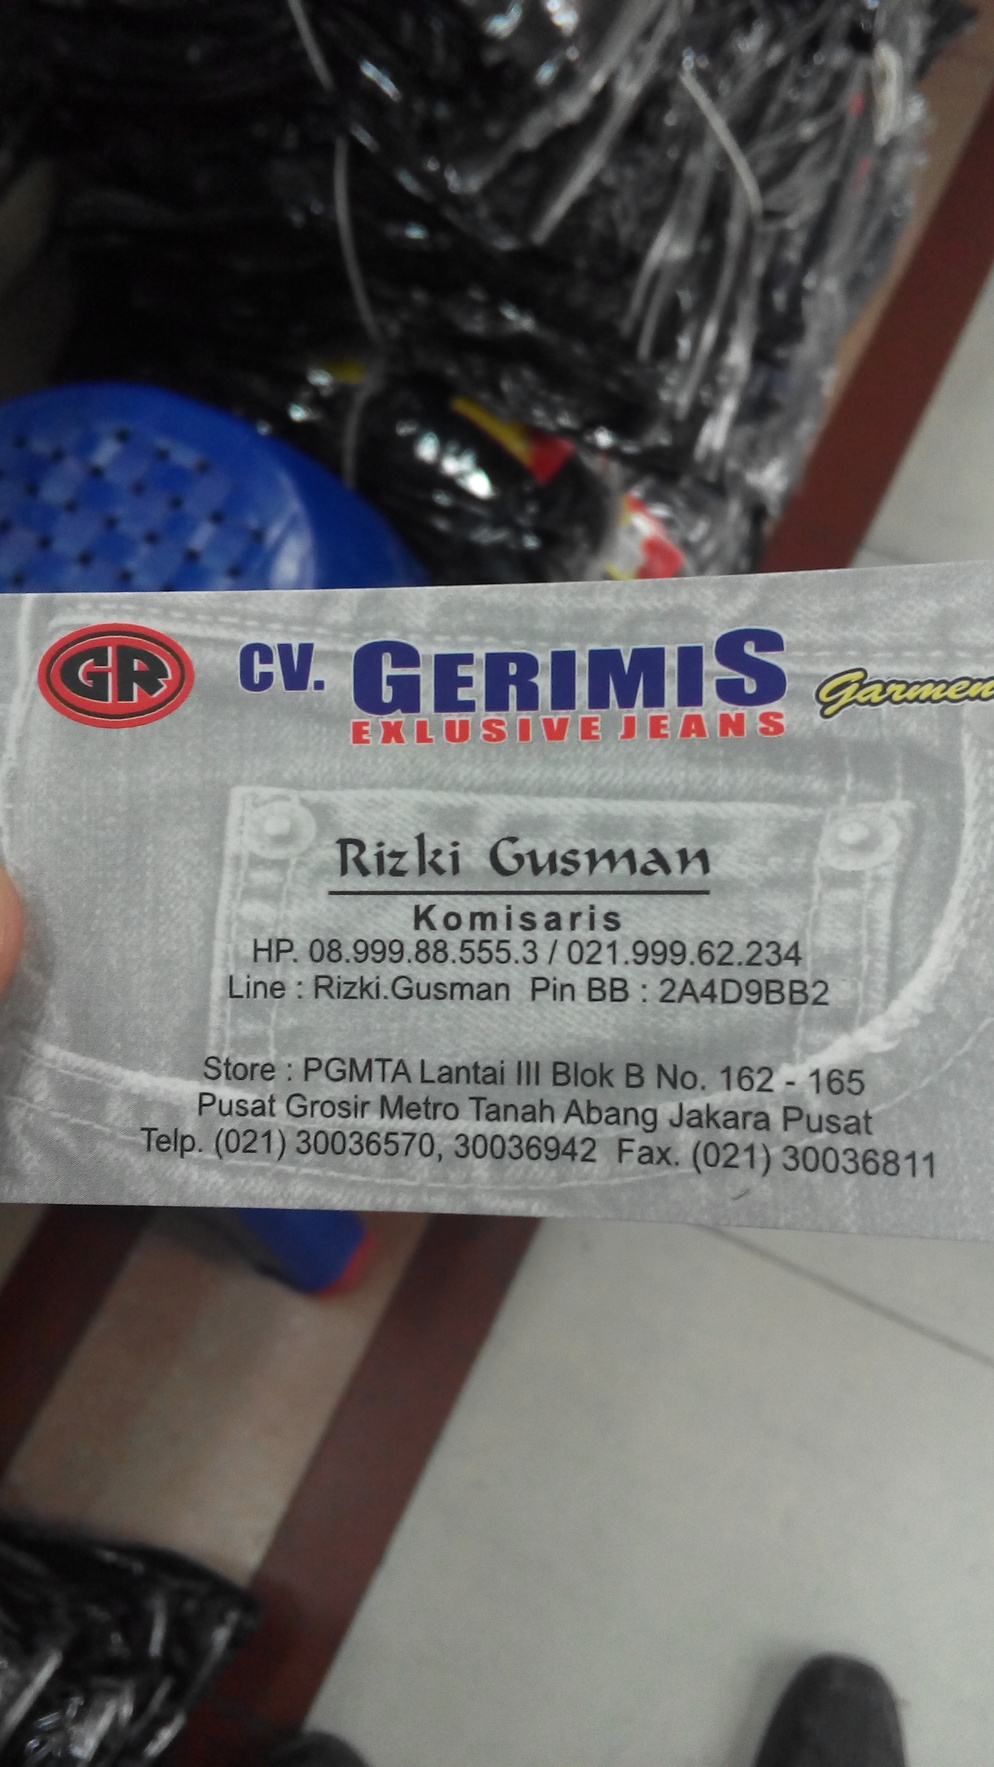 GR CV. GERIMIS Garmen
EXLUSIVE JEANS
Rizki Gusman
Komisaris
HP. 08.999.88.555.3 / 021.999.62.234
Line : Rizki.Gusman Pin BB : 2A4D9BB2
Store : PGMTA Lantai III Blok B No. 162 - 165
Pusat Grosir Metro Tanah Abang Jakara Pusat
Telp. (021) 30036570, 30036942 Fax. (021) 30036811